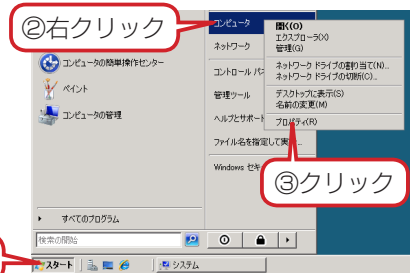 ②右クリック
コンピュータ
ネットワーク
コントロール パ
管理ツール
ヘルプとサポート
ファイル名を指定して実
Windows セキ
開く(O)
エクスプローラ(X)
管理(G)
ネットワーク ドライブの割り当て(N)...
ネットワーク ドライブの切断(C)...
デスクトップに表示(S)
名前の変更(M)
プロパティ(R)
③クリック
コンピュータの簡単操作センター
ペイント
コンピュータの管理
すべてのプログラム
検索の開始
スタート
システム